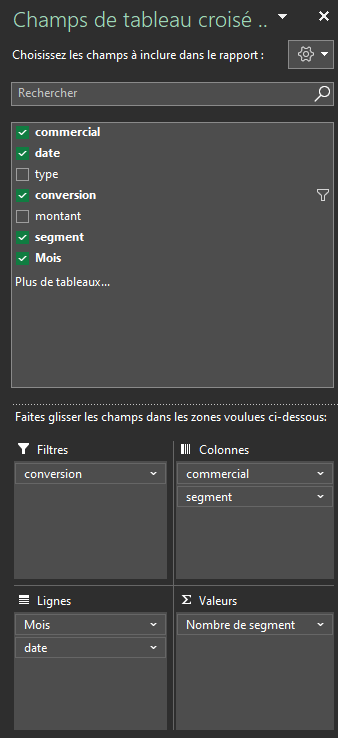 Champs de tableau croisé ..
Choisissez les champs à inclure dans le rapport :
Rechercher
commercial
date
type
conversion
montant
segment
Mois
Plus de tableaux...
Faites glisser les champs dans les zones voulues ci-dessous:
Filtres
conversion
Colonnes
commercial
segment
Lignes
Mois
date
Σ Valeurs
Nombre de segment